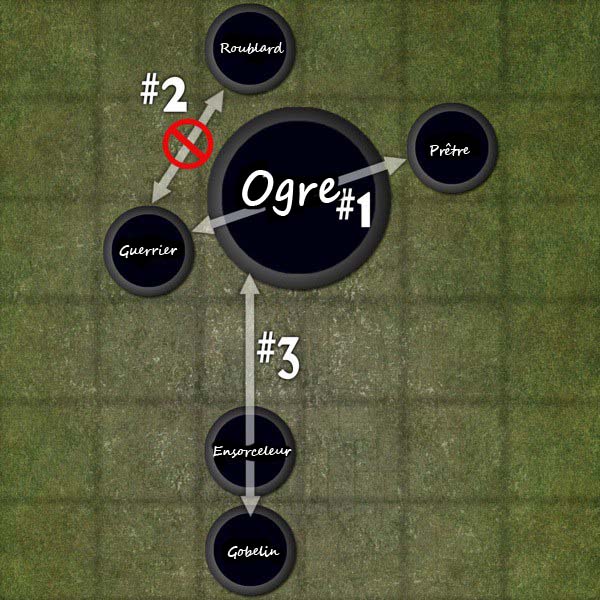 Roublard
#2
Prêtre
Ogre
#1
Guerrier
#3
Ensorceleur
Gobelin